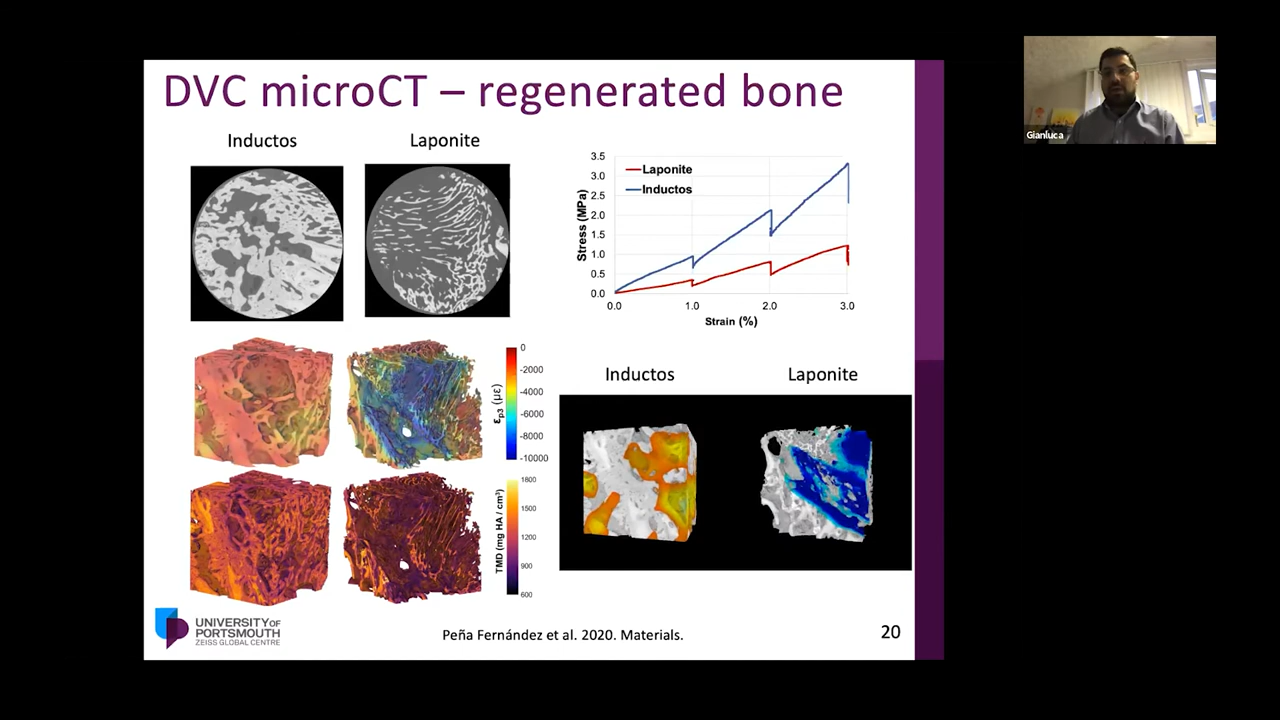 DVC microCT – regenerated bone
Inductos
Laponite
3.5
3.0
2.5
2.0
1.5
1.0
0.5
0.0
Stress (MPa)
Laponite
Inductos
0.0
1.0
2.0
3.0
Strain (%)
0
-2000
-4000
-6000
-8000
-10000
εp3 (με)
1800
1500
1200
900
600
TMD (mg HA / cm³)
Inductos
Laponite
UNIVERSITY OF
PORTSMOUTH
ZEISS GLOBAL CENTRE
Peña Fernández et al. 2020. Materials.
20
Gianluca